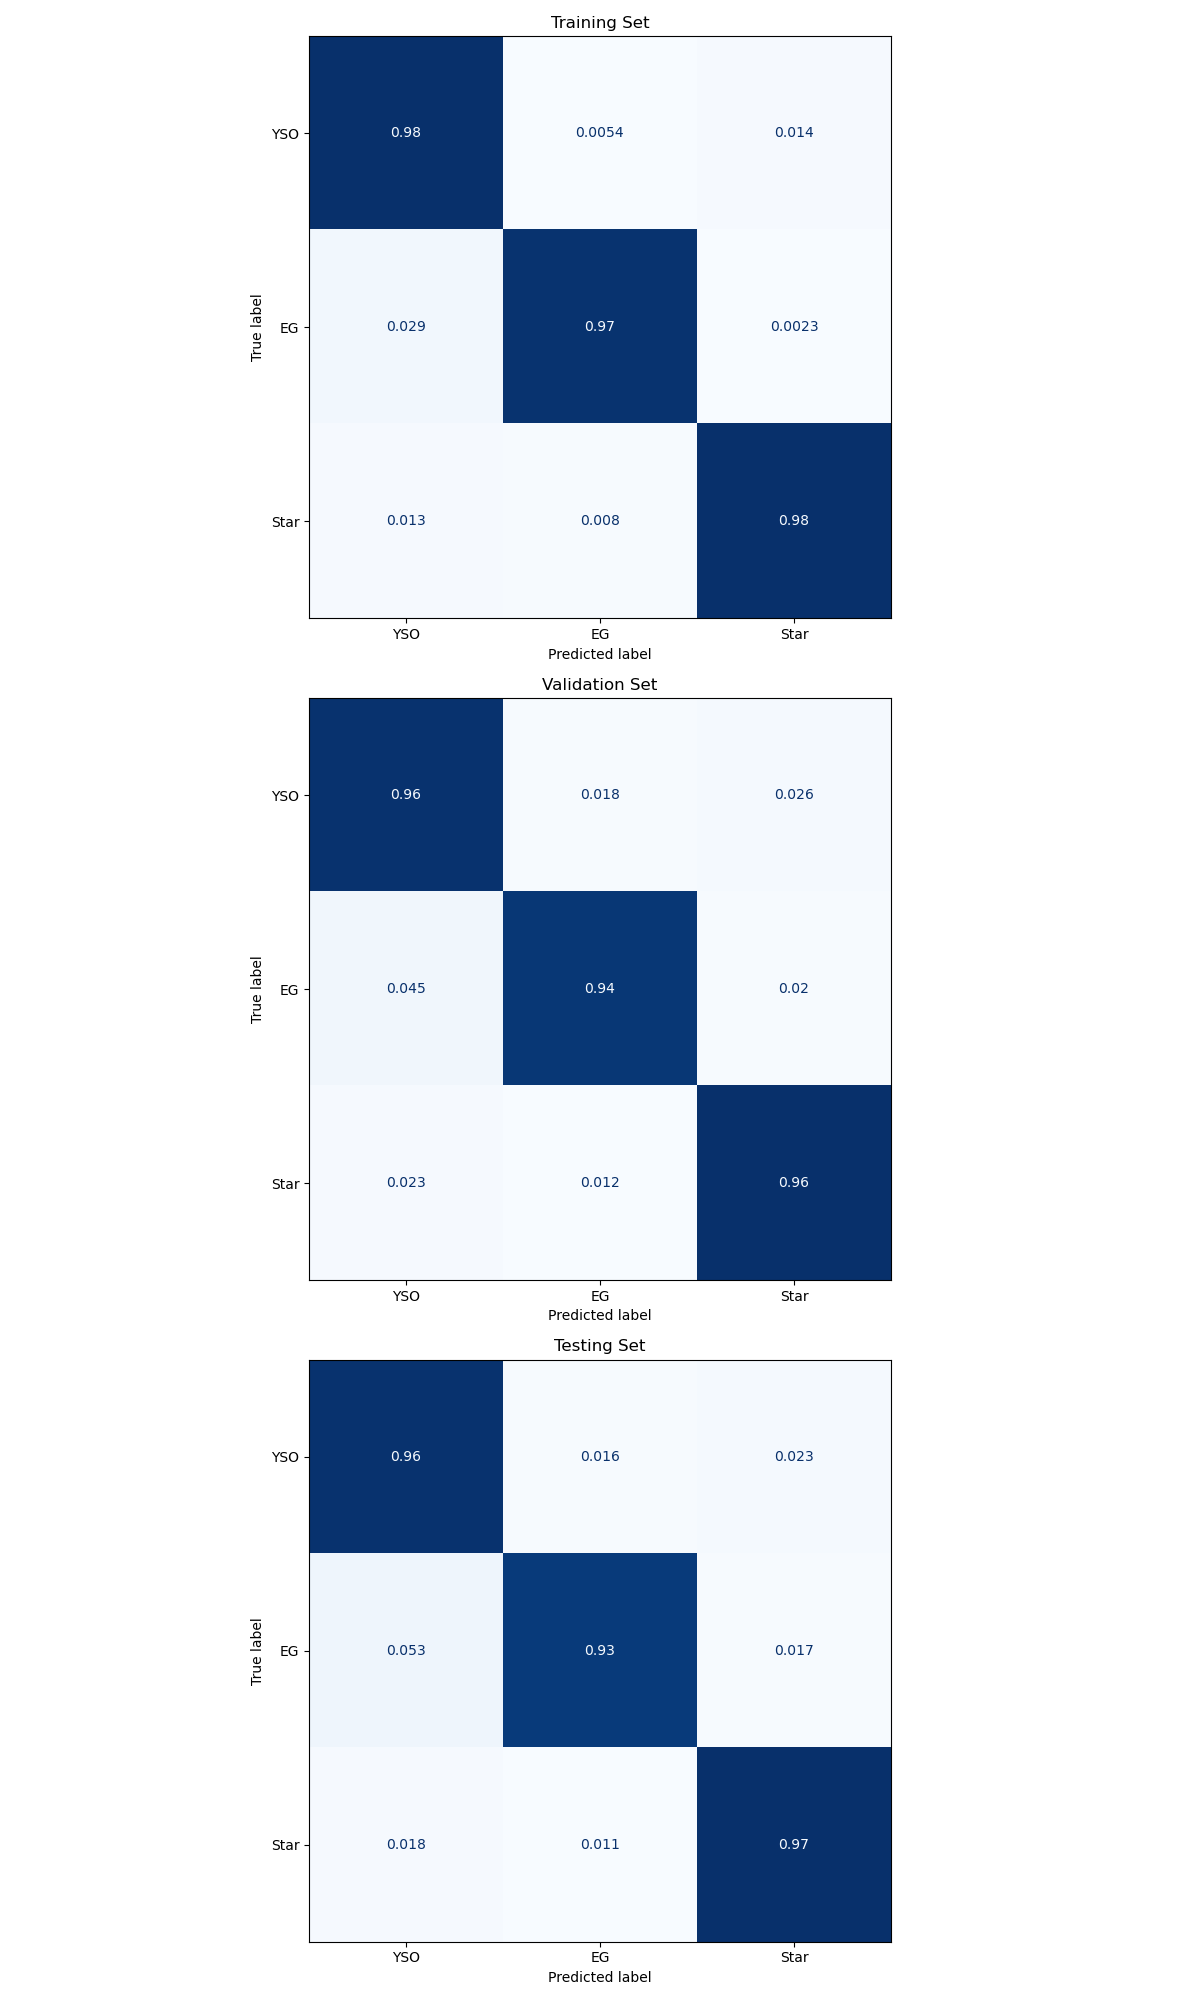 Training Set
YSO 0.98 0.0054 0.014
True label
EG 0.029 0.97 0.0023
Star 0.013 0.008 0.98
YSO EG Star
Predicted label
Validation Set
YSO 0.96 0.018 0.026
True label
EG 0.045 0.94 0.02
Star 0.023 0.012 0.96
YSO EG Star
Predicted label
Testing Set
YSO 0.96 0.016 0.023
True label
EG 0.053 0.93 0.017
Star 0.018 0.011 0.97
YSO EG Star
Predicted label